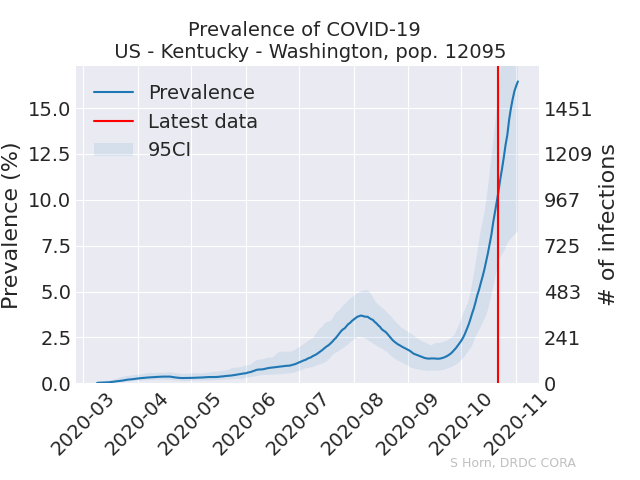 Prevalence of COVID-19
US - Kentucky - Washington, pop. 12095
Prevalence
Latest data
95CI
Prevalence (%)
15.0
12.5
10.0
7.5
5.0
2.5
0.0
1451
1209
967
725
483
241
0
# of infections
2020-03
2020-04
2020-05
2020-06
2020-07
2020-08
2020-09
2020-10
2020-11
S Horn, DRDC CORA